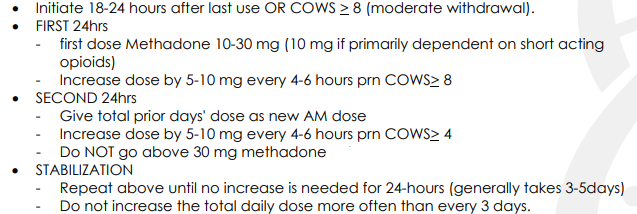 • Initiate 18-24 hours after last use OR COWS ≥ 8 (moderate withdrawal).
• FIRST 24hrs
- first dose Methadone 10-30 mg (10 mg if primarily dependent on short acting
opioids)
- Increase dose by 5-10 mg every 4-6 hours prn COWS≥ 8
• SECOND 24hrs
- Give total prior days' dose as new AM dose
- Increase dose by 5-10 mg every 4-6 hours prn COWS≥ 4
- Do NOT go above 30 mg methadone
• STABILIZATION
- Repeat above until no increase is needed for 24-hours (generally takes 3-5days)
- Do not increase the total daily dose more often than every 3 days.